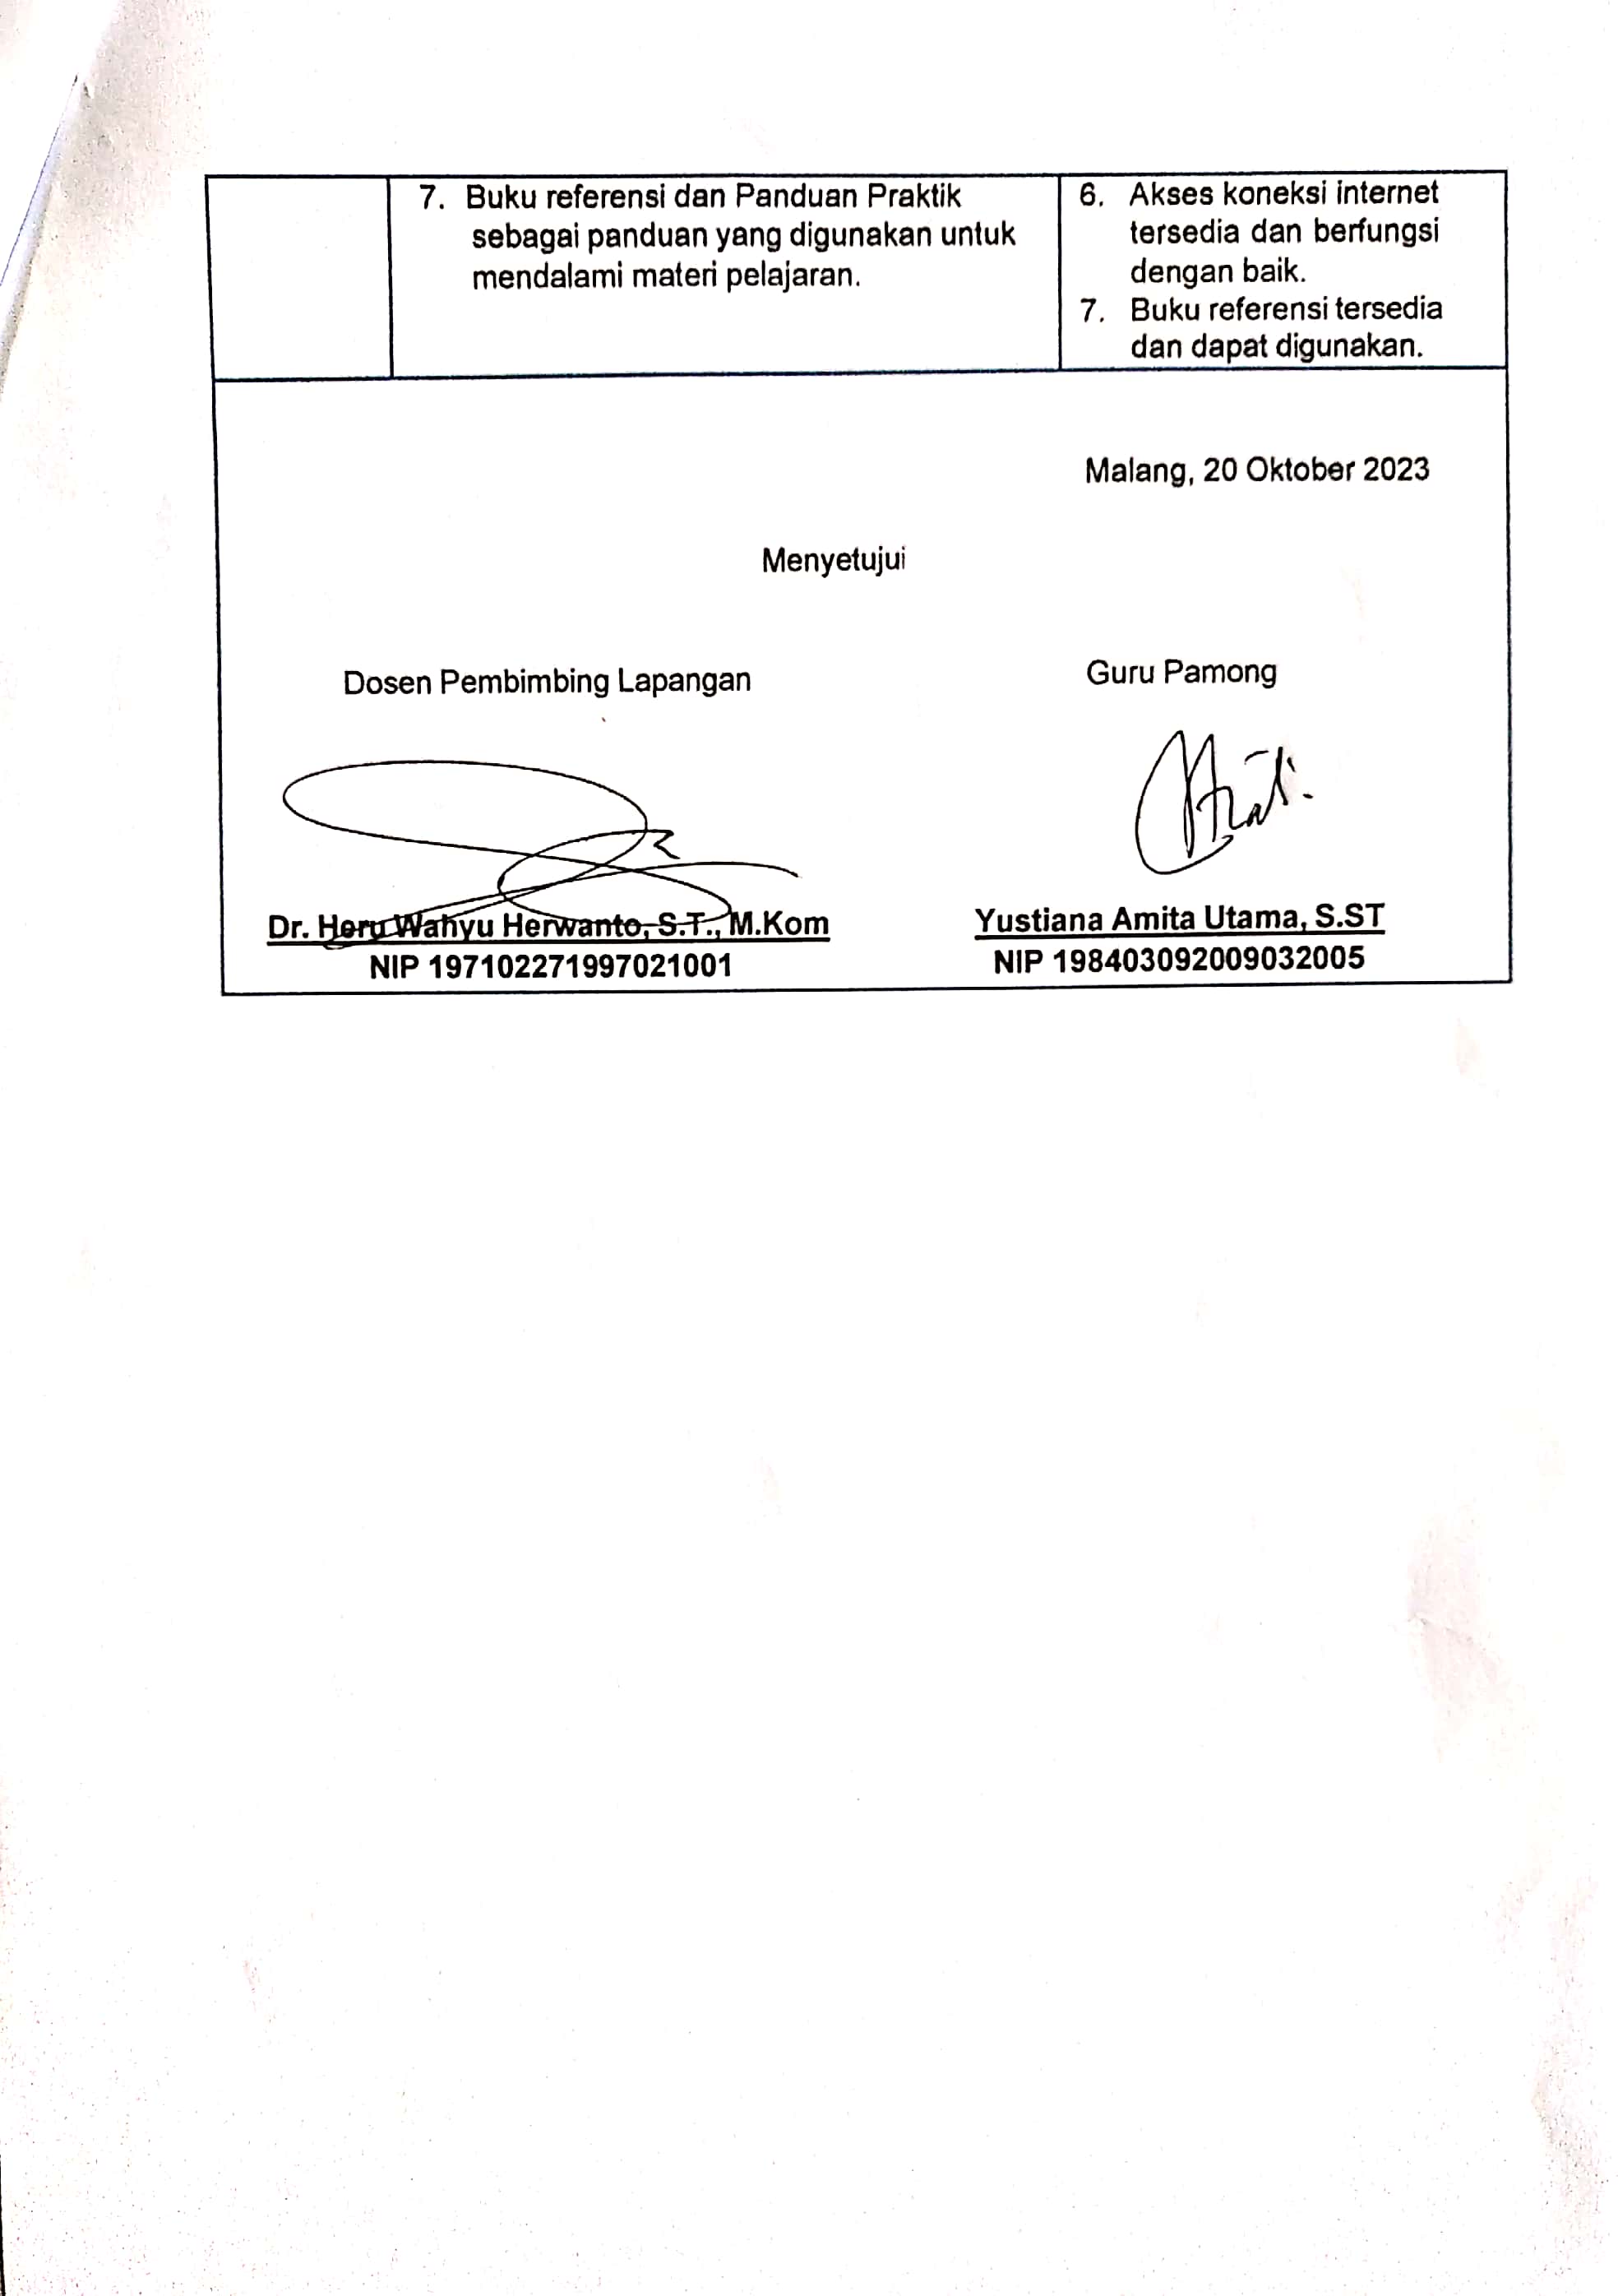 7. Buku referensi dan Panduan Praktik
sebagai panduan yang digunakan untuk
mendalami materi pelajaran.
6. Akses koneksi internet
tersedia dan berfungsi
dengan baik.
7. Buku referensi tersedia
dan dapat digunakan.
Malang, 20 Oktober 2023
Menyetujui
Dosen Pembimbing Lapangan
Guru Pamong
Dr. Heru Wahyu Herwanto, S.T., M.Kom
NIP 197102271997021001
Yustiana Amita Utama, S.ST
NIP 198403092009032005